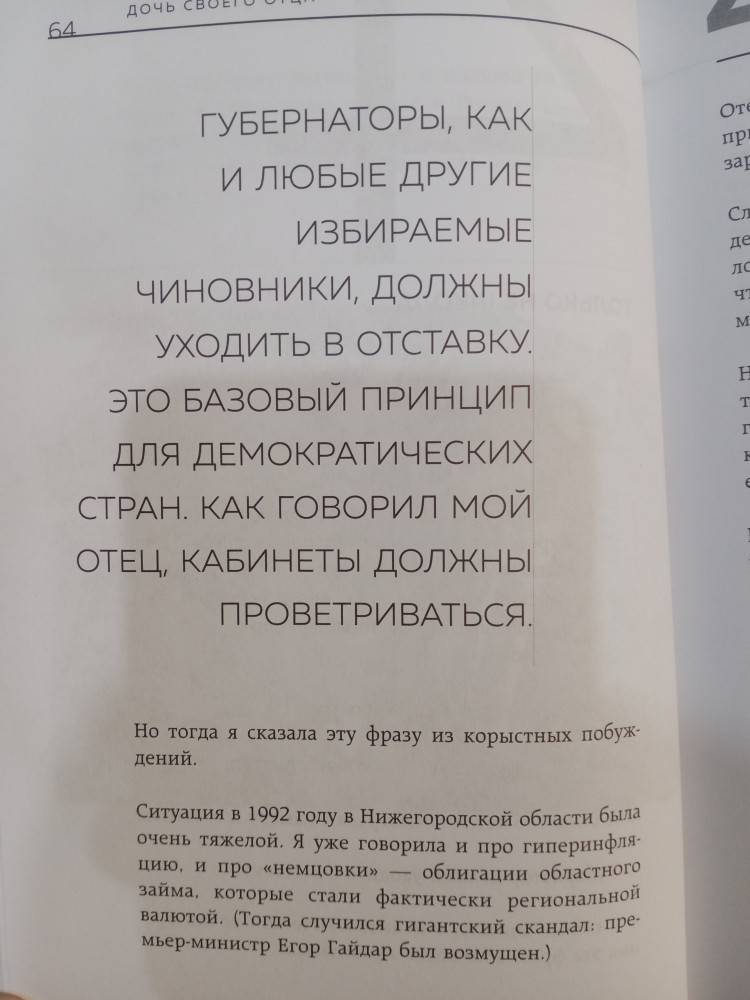 64
ДОЧЬ СВОЕГО ОТЦА
ГУБЕРНАТОРЫ, КАК
И ЛЮБЫЕ ДРУГИЕ
ИЗБИРАЕМЫЕ
ЧИНОВНИКИ, ДОЛЖНЫ
УХОДИТЬ В ОТСТАВКУ.
ЭТО БАЗОВЫЙ ПРИНЦИП
ДЛЯ ДЕМОКРАТИЧЕСКИХ
СТРАН. КАК ГОВОРИЛ МОЙ
ОТЕЦ, КАБИНЕТЫ ДОЛЖНЫ
ПРОВЕТРИВАТЬСЯ.
Но тогда я сказала эту фразу из корыстных побуж-
дений.
Ситуация в 1992 году в Нижегородской области была
очень тяжелой. Я уже говорила и про гиперинфля-
цию, и про «немцовки» — облигации областного
займа, которые стали фактически региональной
валютой. (Тогда случился гигантский скандал: пре-
мьер-министр Егор Гайдар был возмущен.)